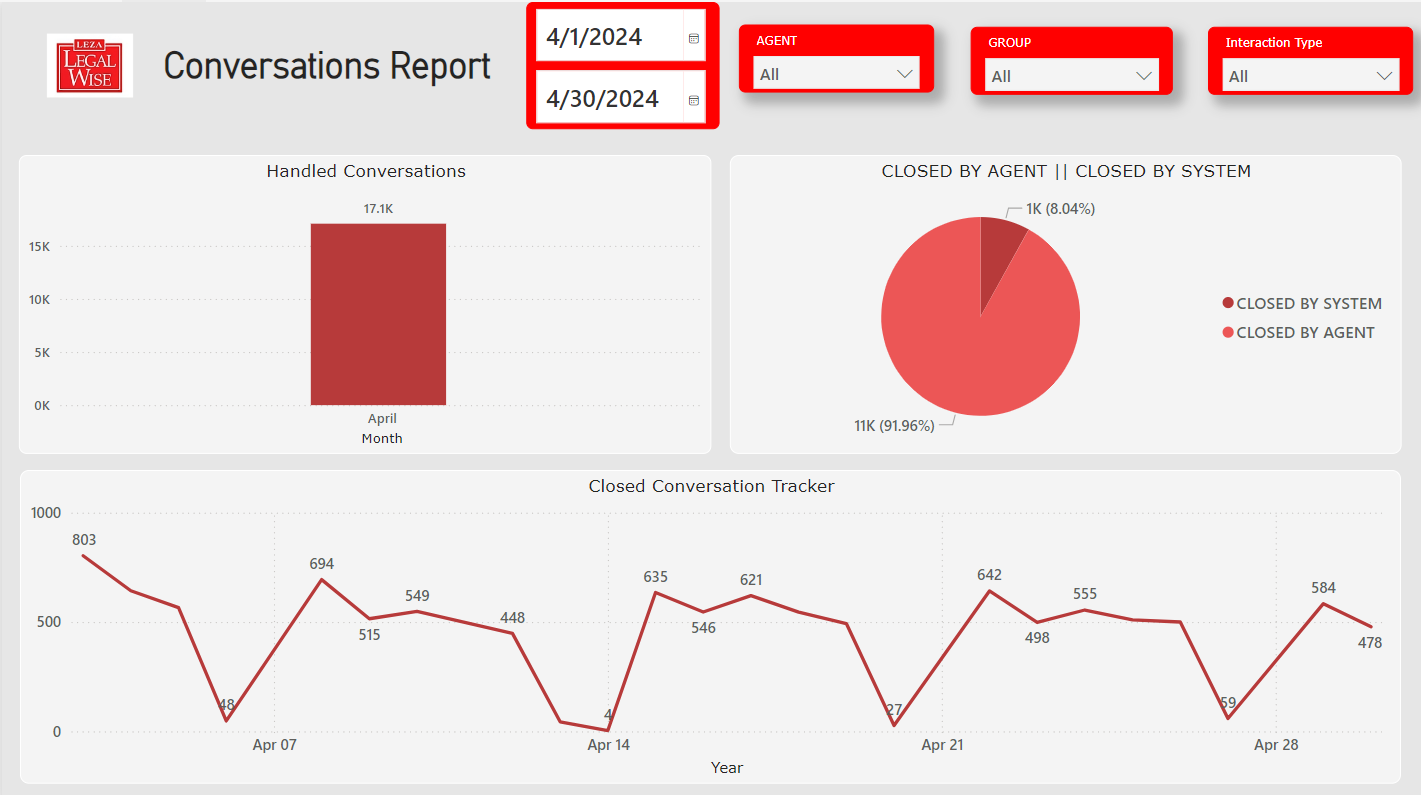 LEZA
LEGAL
WISE
Conversations Report
4/1/2024
4/30/2024
AGENT
All
GROUP
All
Interaction Type
All
Handled Conversations
17.1K
15K
10K
5K
0K
April
Month
CLOSED BY AGENT || CLOSED BY SYSTEM
1K (8.04%)
11K (91.96%)
CLOSED BY SYSTEM
CLOSED BY AGENT
Closed Conversation Tracker
1000
500
0
803
48
694
515
549
448
4
635
546
621
27
642
498
555
59
584
478
Apr 07
Apr 14
Apr 21
Apr 28
Year